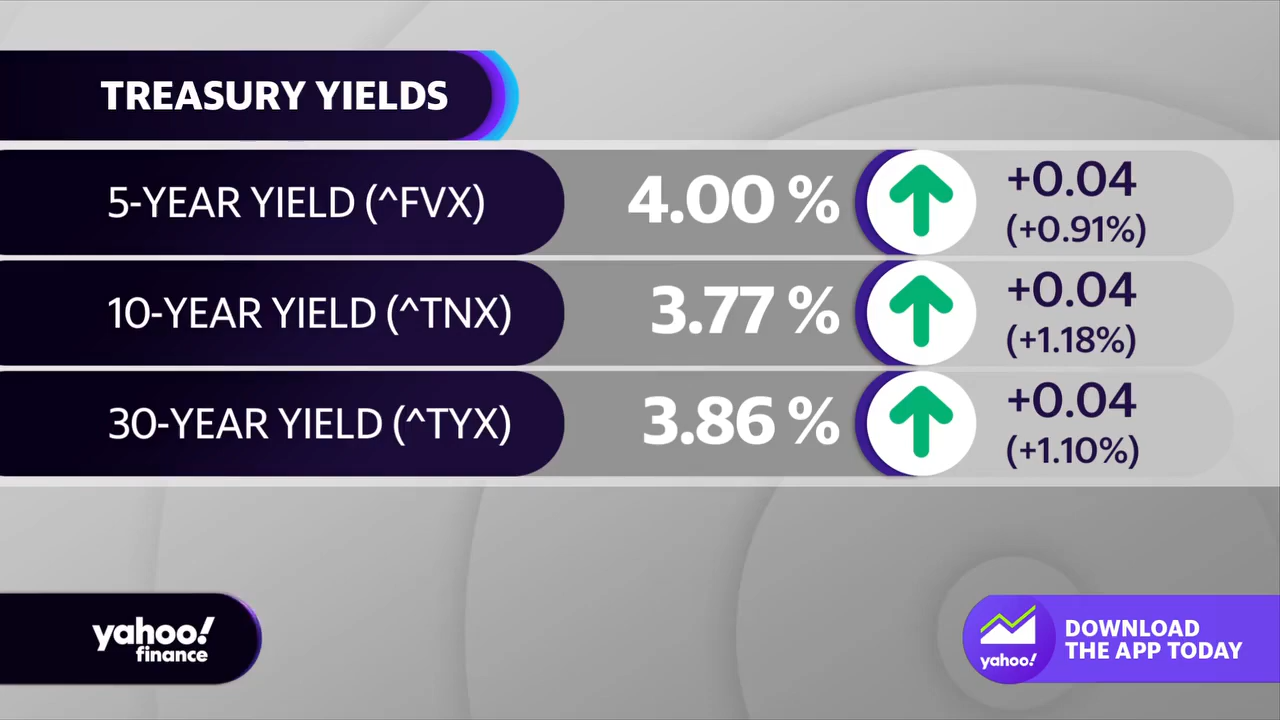 TREASURY YIELDS
5-YEAR YIELD (^FVX) 4.00 % +0.04
(+0.91%)
10-YEAR YIELD (^TNX) 3.77 % +0.04
(+1.18%)
30-YEAR YIELD (^TYX) 3.86 % +0.04
(+1.10%)
yahoo!
finance
yahoo!
DOWNLOAD
THE APP TODAY